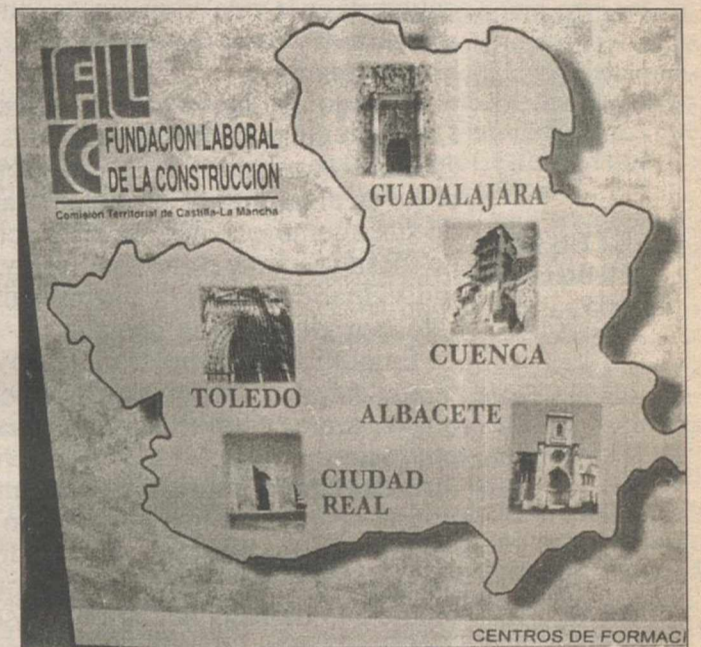 FUNDACION LABORAL
DE LA CONSTRUCCION
Comisión Territorial de Castilla-La Mancha
GUADALAJARA
CUENCA
TOLEDO
ALBACETE
CIUDAD
REAL
CENTROS DE FORMACI